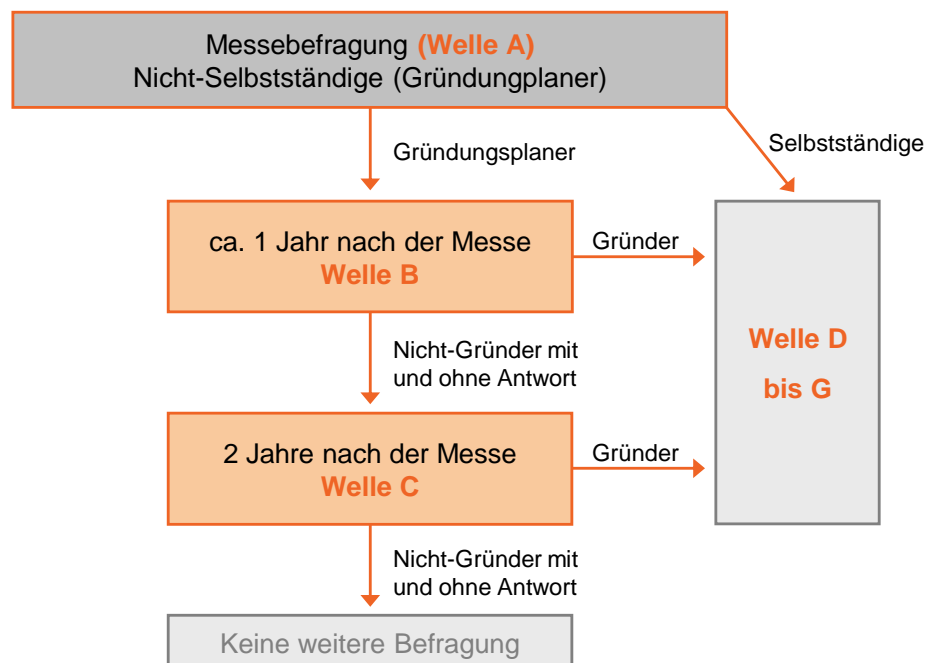 Messebefragung (Welle A)
Nicht-Selbstständige (Gründungplaner)
Gründungsplaner
Selbstständige
ca. 1 Jahr nach der Messe
Welle B
Gründer
Welle D
bis G
Nicht-Gründer mit
und ohne Antwort
2 Jahre nach der Messe
Welle C
Gründer
Nicht-Gründer mit
und ohne Antwort
Keine weitere Befragung